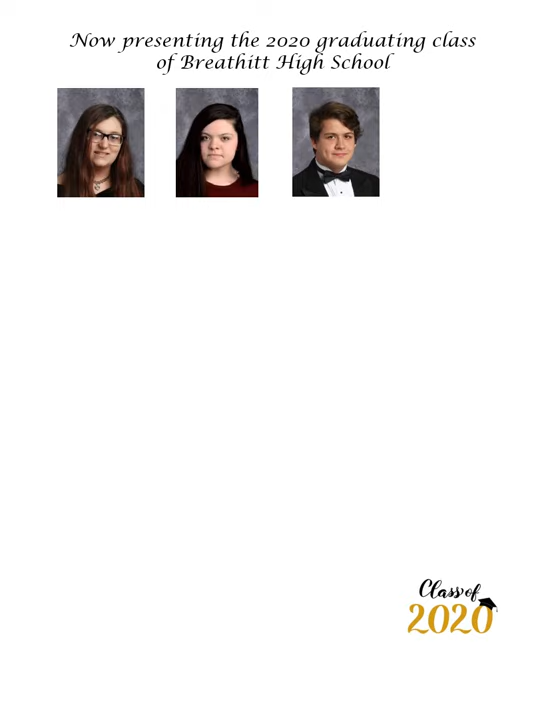 Now presenting the 2020 graduating class
of Breathitt High School
Class of
2020